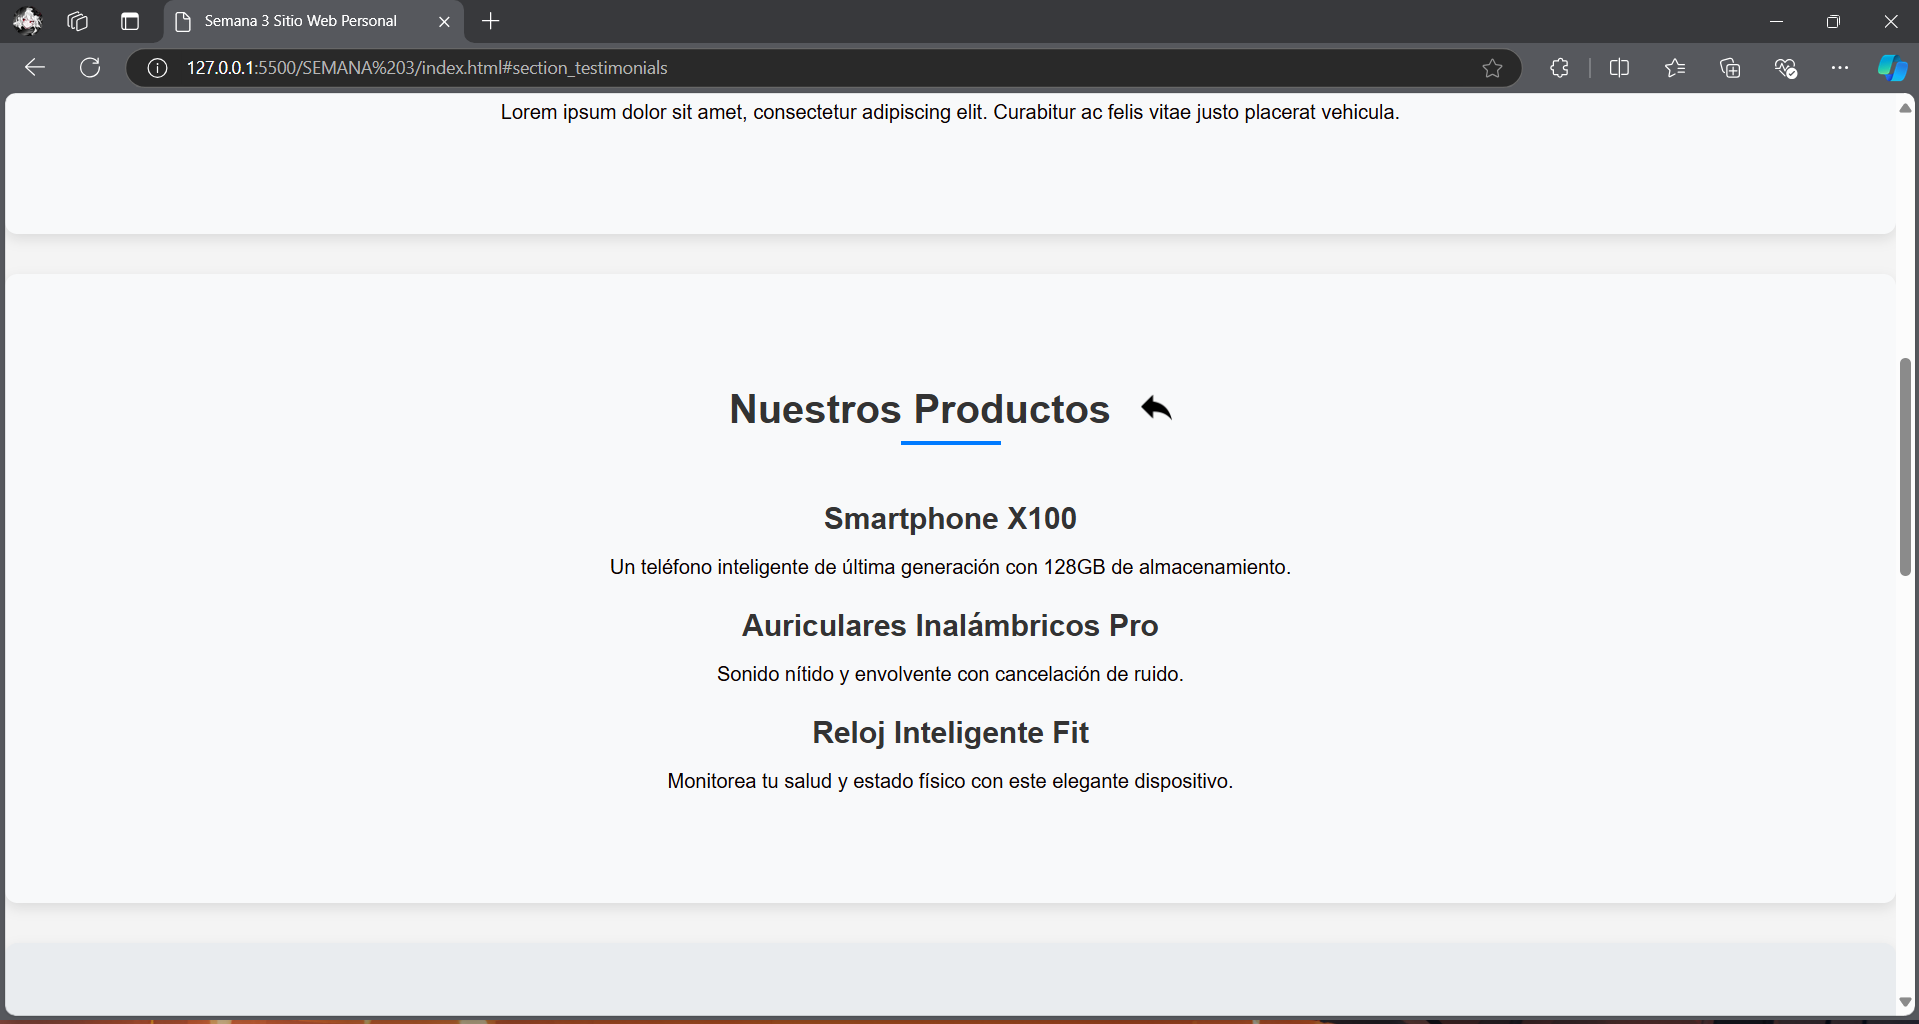 Semana 3 Sitio Web Personal
127.0.0.1:5500/SEMANA%203/index.html#section_testimonials
Lorem ipsum dolor sit amet, consectetur adipiscing elit. Curabitur ac felis vitae justo placerat vehicula.
Nuestros Productos
Smartphone X100
Un teléfono inteligente de última generación con 128GB de almacenamiento.
Auriculares Inalámbricos Pro
Sonido nítido y envolvente con cancelación de ruido.
Reloj Inteligente Fit
Monitorea tu salud y estado físico con este elegante dispositivo.